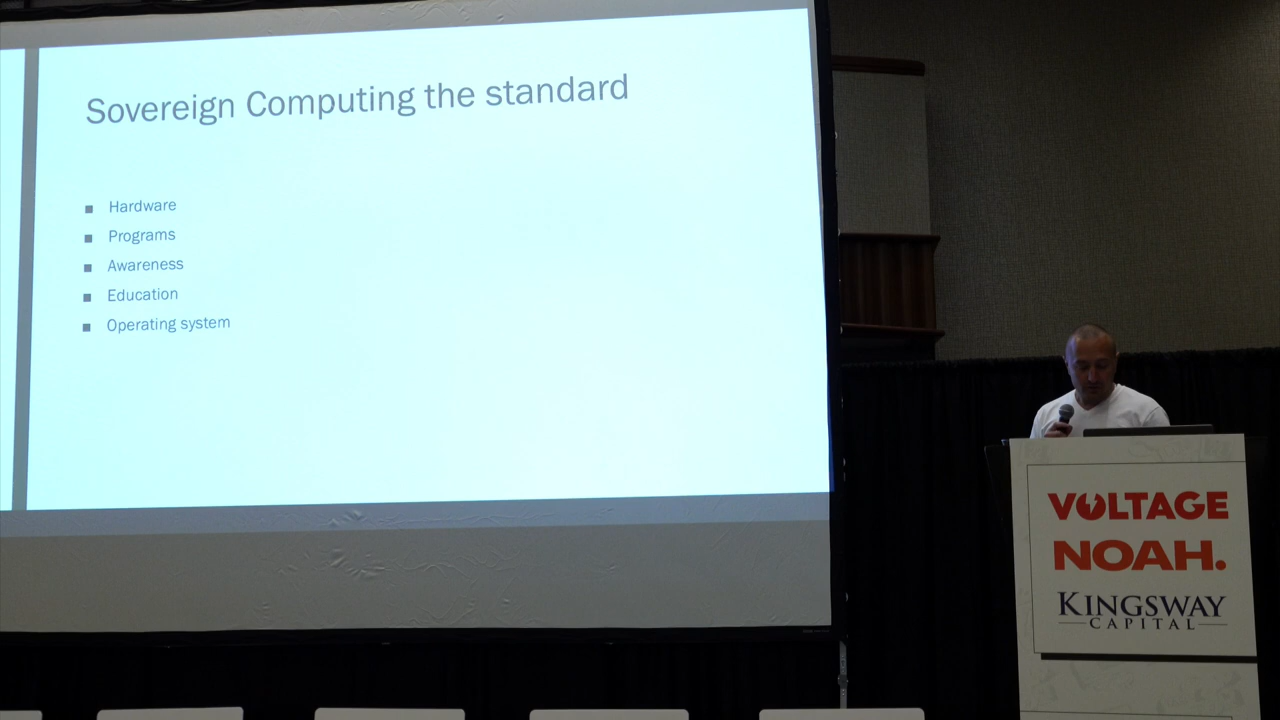 Sovereign Computing the standard
Hardware
Programs
Awareness
Education
Operating system
VOLTAGE
NOAH.
KINGSWAY
CAPITAL